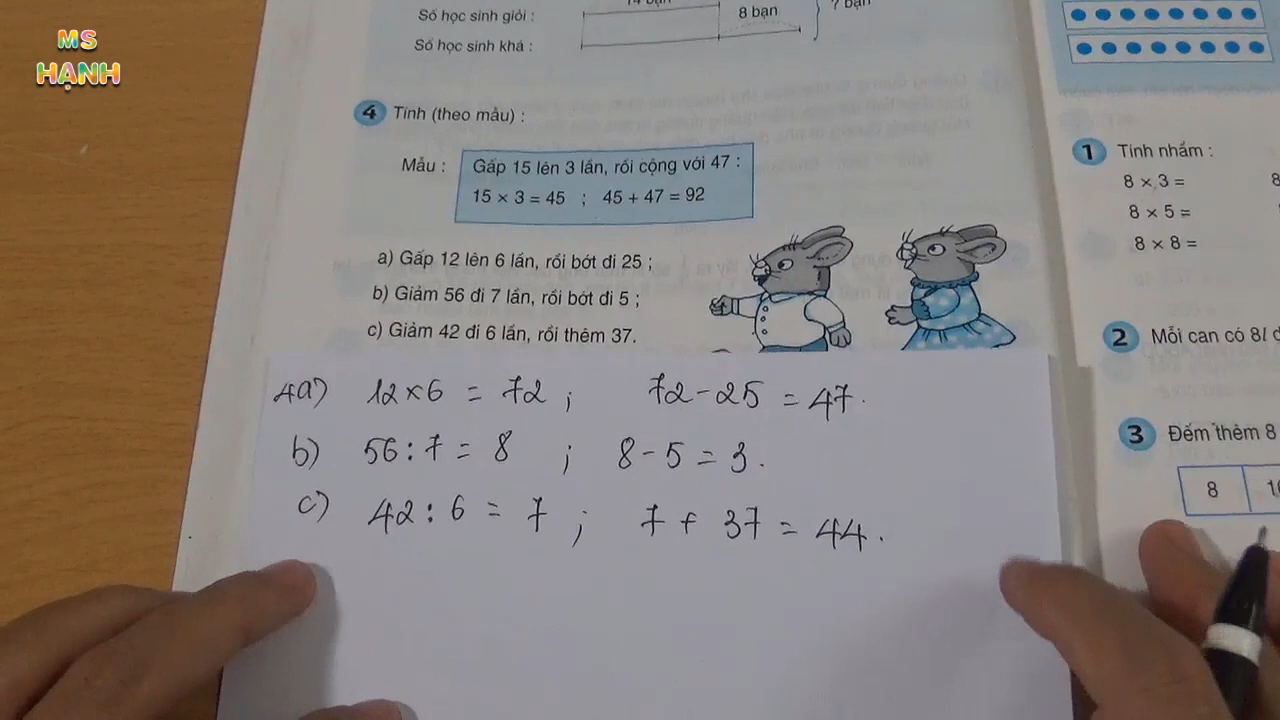 MS
HẠNH
Số học sinh giỏi :
8 bạn
? bạn
Số học sinh khá :
4 Tính (theo mẫu) :
Mẫu : Gấp 15 lên 3 lần, rồi cộng với 47 :
15 × 3 = 45 ; 45 + 47 = 92
a) Gấp 12 lên 6 lần, rồi bớt đi 25 ;
b) Giảm 56 đi 7 lần, rồi bớt đi 5 ;
c) Giảm 42 đi 6 lần, rồi thêm 37.
4a) 12×6 = 72 ; 72-25 = 47.
b) 56 : 7 = 8 ; 8-5 = 3.
c) 42 : 6 = 7 ; 7 + 37 = 44.
1 Tính nhẩm :
8 × 3 =
8 × 5 =
8 × 8 =
2 Mỗi can có 8l
3 Đếm thêm 8
8